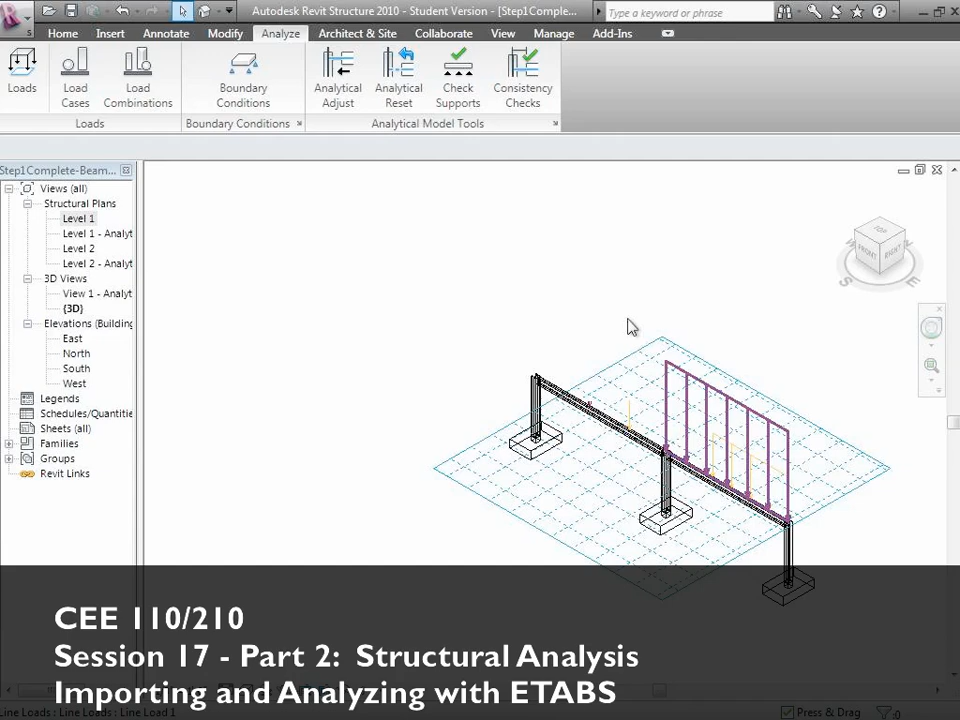 Autodesk Revit Structure 2010 - Student Version - [Step1Comple...
Type a keyword or phrase
Home Insert Annotate Modify Analyze Architect & Site Collaborate View Manage Add-Ins
Loads
Load Cases
Load Combinations
Boundary Conditions
Analytical Adjust
Analytical Reset
Check Supports
Consistency Checks
Loads Boundary Conditions Analytical Model Tools
Step1Complete-Beam...
Views (all)
Structural Plans
Level 1
Level 1 - Analyt
Level 2
Level 2 - Analyt
3D Views
View 1 - Analyt
{3D}
Elevations (Building
East
North
South
West
Legends
Schedules/Quantitie
Sheets (all)
Families
Groups
Revit Links
TOP
FRONT
RIGHT
S
E
CEE 110/210
Session 17 - Part 2: Structural Analysis
Importing and Analyzing with ETABS
Line Loads : Line Loads : Line Load 1
Press & Drag
:0